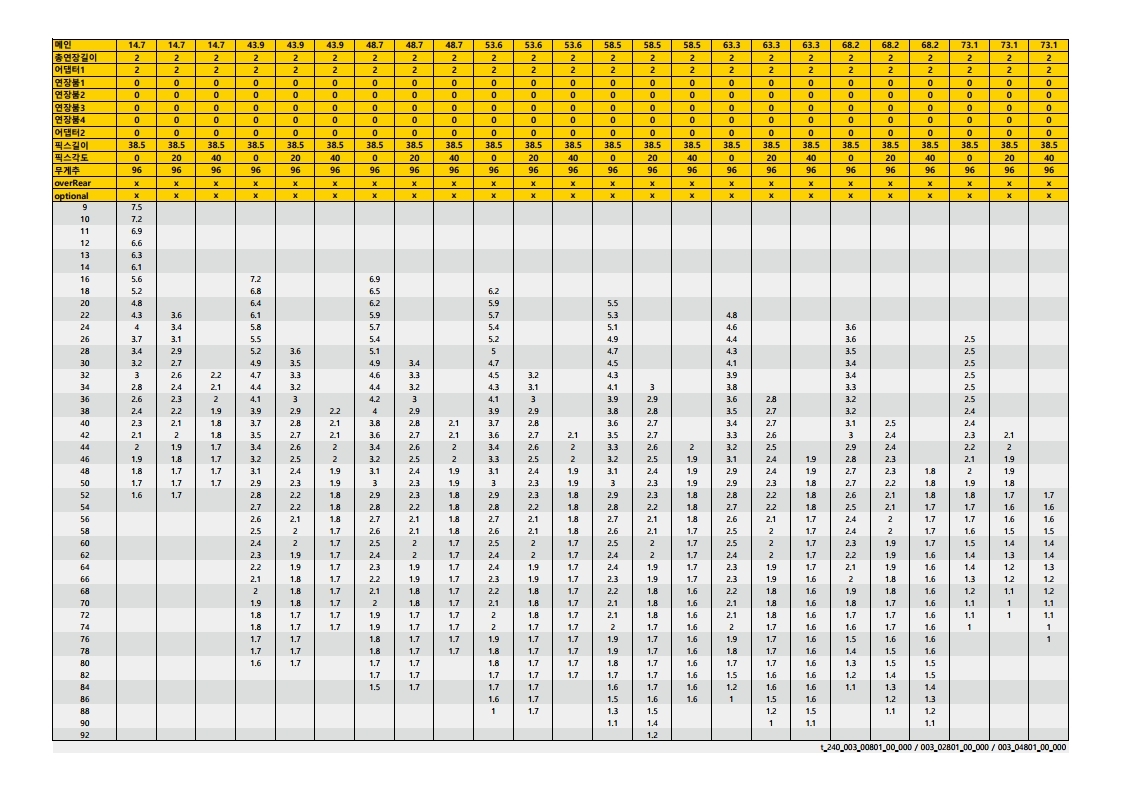 메인 14.7 14.7 14.7 43.9 43.9 43.9 48.7 48.7 48.7 53.6 53.6 53.6 58.5 58.5 58.5 63.3 63.3 63.3 68.2 68.2 68.2 73.1 73.1 73.1
총연장길이 2 2 2 2 2 2 2 2 2 2 2 2 2 2 2 2 2 2 2 2 2 2 2 2
어댑터1 2 2 2 2 2 2 2 2 2 2 2 2 2 2 2 2 2 2 2 2 2 2 2 2
연장붐1 0 0 0 0 0 0 0 0 0 0 0 0 0 0 0 0 0 0 0 0 0 0 0 0
연장붐2 0 0 0 0 0 0 0 0 0 0 0 0 0 0 0 0 0 0 0 0 0 0 0 0
연장붐3 0 0 0 0 0 0 0 0 0 0 0 0 0 0 0 0 0 0 0 0 0 0 0 0
연장붐4 0 0 0 0 0 0 0 0 0 0 0 0 0 0 0 0 0 0 0 0 0 0 0 0
어댑터2 0 0 0 0 0 0 0 0 0 0 0 0 0 0 0 0 0 0 0 0 0 0 0 0
픽스길이 38.5 38.5 38.5 38.5 38.5 38.5 38.5 38.5 38.5 38.5 38.5 38.5 38.5 38.5 38.5 38.5 38.5 38.5 38.5 38.5 38.5 38.5 38.5 38.5
픽스각도 0 20 40 0 20 40 0 20 40 0 20 40 0 20 40 0 20 40 0 20 40 0 20 40
무게추 96 96 96 96 96 96 96 96 96 96 96 96 96 96 96 96 96 96 96 96 96 96 96 96
overRear x x x x x x x x x x x x x x x x x x x x x x x x
optional x x x x x x x x x x x x x x x x x x x x x x x x
9 7.5
10 7.2
11 6.9
12 6.6
13 6.3
14 6.1
16 5.6 7.2 6.9
18 5.2 6.8 6.5 6.2
20 4.8 6.4 6.2 5.9 5.5
22 4.3 3.6 6.1 5.9 5.7 5.3 4.8
24 4 3.4 5.8 5.7 5.4 5.1 4.6 3.6
26 3.7 3.1 5.5 5.4 5.2 4.9 4.4 3.6 2.5
28 3.4 2.9 5.2 3.6 5.1 5 4.7 4.3 3.5 2.5
30 3.2 2.7 4.9 3.5 4.9 3.4 4.7 4.5 4.1 3.4 2.5
32 3 2.6 2.2 4.7 3.3 4.6 3.3 4.5 3.2 4.3 3.9 3.4 2.5
34 2.8 2.4 2.1 4.4 3.2 4.4 3.2 4.3 3.1 4.1 3 3.8 3.3 2.5
36 2.6 2.3 2 4.1 3 4.2 3 4.1 3 3.9 2.9 3.6 2.8 3.2 2.5
38 2.4 2.2 1.9 3.9 2.9 2.2 4 2.9 3.9 2.9 3.8 2.8 3.5 2.7 3.2 2.4
40 2.3 2.1 1.8 3.7 2.8 2.1 3.8 2.8 2.1 3.7 2.8 3.6 2.7 3.4 2.7 3.1 2.5 2.4
42 2.1 2 1.8 3.5 2.7 2.1 3.6 2.7 2.1 3.6 2.7 2.1 3.5 2.7 3.3 2.6 3 2.4 2.3 2.1
44 2 1.9 1.7 3.4 2.6 2 3.4 2.6 2 3.4 2.6 2 3.3 2.6 2 3.2 2.5 2.9 2.4 2.2 2
46 1.9 1.8 1.7 3.2 2.5 2 3.2 2.5 2 3.3 2.5 2 3.2 2.5 1.9 3.1 2.4 1.9 2.8 2.3 2.1 1.9
48 1.8 1.7 1.7 3.1 2.4 1.9 3.1 2.4 1.9 3.1 2.4 1.9 3.1 2.4 1.9 2.9 2.4 1.9 2.7 2.3 1.8 2 1.9
50 1.7 1.7 1.7 2.9 2.3 1.9 3 2.3 1.9 3 2.3 1.9 3 2.3 1.8 2.9 2.3 1.8 2.7 2.2 1.8 1.9 1.8
52 1.6 1.7 2.8 2.2 1.8 2.9 2.3 1.8 2.9 2.3 1.8 2.9 2.3 1.8 2.8 2.2 1.8 2.6 2.1 1.8 1.8 1.7 1.7
54 2.7 2.2 1.8 2.8 2.2 1.8 2.8 2.2 1.8 2.8 2.2 1.8 2.7 2.2 1.8 2.5 2.1 1.7 1.7 1.6 1.6
56 2.6 2.1 1.8 2.7 2.1 1.8 2.7 2.1 1.8 2.7 2.1 1.8 2.6 2.1 1.7 2.4 2 1.7 1.7 1.6 1.6
58 2.5 2 1.7 2.6 2.1 1.8 2.6 2.1 1.8 2.6 2.1 1.7 2.5 2 1.7 2.4 2 1.7 1.6 1.5 1.5
60 2.4 2 1.7 2.5 2 1.7 2.5 2 1.7 2.5 2 1.7 2.5 2 1.7 2.3 1.9 1.7 1.5 1.4 1.4
62 2.3 1.9 1.7 2.4 2 1.7 2.4 2 1.7 2.4 2 1.7 2.4 2 1.7 2.2 1.9 1.6 1.4 1.3 1.4
64 2.2 1.9 1.7 2.2 1.9 1.7 2.3 1.9 1.7 2.4 1.9 1.7 2.3 1.9 1.7 2.1 1.9 1.6 1.4 1.2 1.3
66 2.1 1.8 1.7 2.2 1.9 1.7 2.2 1.9 1.7 2.3 1.9 1.7 2.3 1.9 1.6 2 1.8 1.6 1.3 1.2 1.2
68 2 1.8 1.7 2.1 1.8 1.7 2.2 1.8 1.7 2.2 1.8 1.6 2.2 1.8 1.6 1.9 1.8 1.6 1.2 1.1 1.2
70 1.9 1.8 1.7 2 1.8 1.7 2.1 1.8 1.7 2.1 1.8 1.6 2.1 1.8 1.6 1.8 1.7 1.6 1.1 1 1.1
72 1.8 1.7 1.7 1.9 1.7 1.7 2 1.8 1.7 2.1 1.8 1.6 2.1 1.8 1.6 1.7 1.7 1.6 1.1 1 1.1
74 1.8 1.7 1.7 1.9 1.7 1.7 2 1.7 1.7 2 1.7 1.6 2 1.7 1.6 1.6 1.7 1.6 1 1
76 1.7 1.7 1.8 1.7 1.7 1.9 1.7 1.7 1.9 1.7 1.6 1.9 1.7 1.6 1.5 1.6 1.6 1
78 1.7 1.7 1.8 1.7 1.7 1.8 1.7 1.7 1.9 1.7 1.6 1.8 1.7 1.6 1.4 1.5 1.6
80 1.6 1.7 1.7 1.7 1.8 1.7 1.7 1.8 1.7 1.6 1.7 1.7 1.6 1.3 1.5 1.5
82 1.7 1.7 1.7 1.7 1.7 1.7 1.7 1.6 1.5 1.6 1.6 1.2 1.4 1.5
84 1.5 1.7 1.6 1.7 1.6 1.7 1.6 1.2 1.6 1.6 1.1 1.3 1.4
86 1.6 1.7 1.5 1.6 1.6 1 1.5 1.6 1.2 1.3
88 1 1.7 1.3 1.5 1.2 1.5 1.1 1.2
90 1.1 1.4 1 1.1 1.1
92 1.2
t_240_003_00801_00_000 / 003_02801_00_000 / 003_04801_00_000